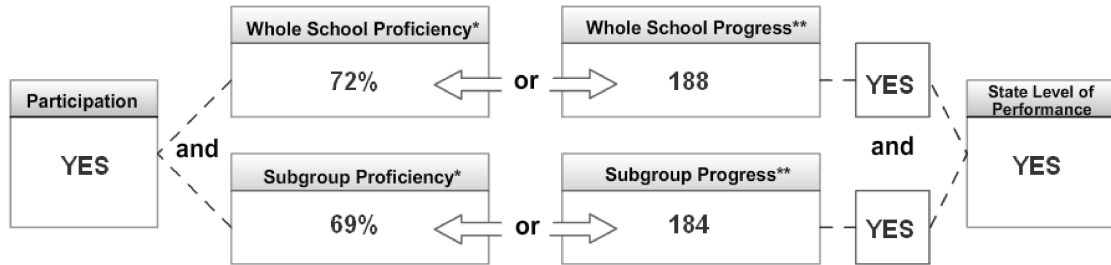 Participation
YES
and
Whole School Proficiency*
72%
or
Whole School Progress**
188
YES
Subgroup Proficiency*
69%
or
Subgroup Progress**
184
YES
and
State Level of
Performance
YES